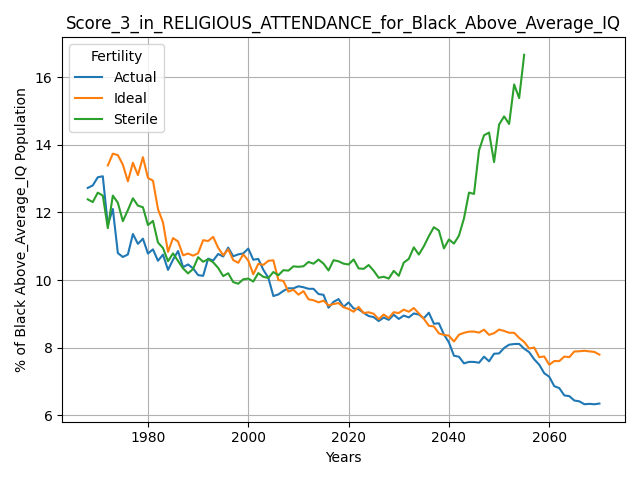 Score_3_in_RELIGIOUS_ATTENDANCE_for_Black_Above_Average_IQ
Fertility
Actual
Ideal
Sterile
% of Black Above_Average_IQ Population
16
14
12
10
8
6
1980
2000
2020
2040
2060
Years